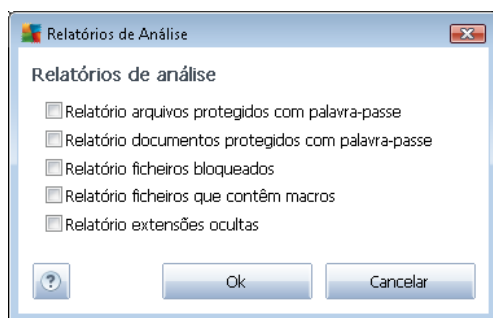 Relatórios de Análise
Relatórios de análise
Relatório arquivos protegidos com palavra-passe
Relatório documentos protegidos com palavra-passe
Relatório ficheiros bloqueados
Relatório ficheiros que contêm macros
Relatório extensões ocultas
?
Ok
Cancelar